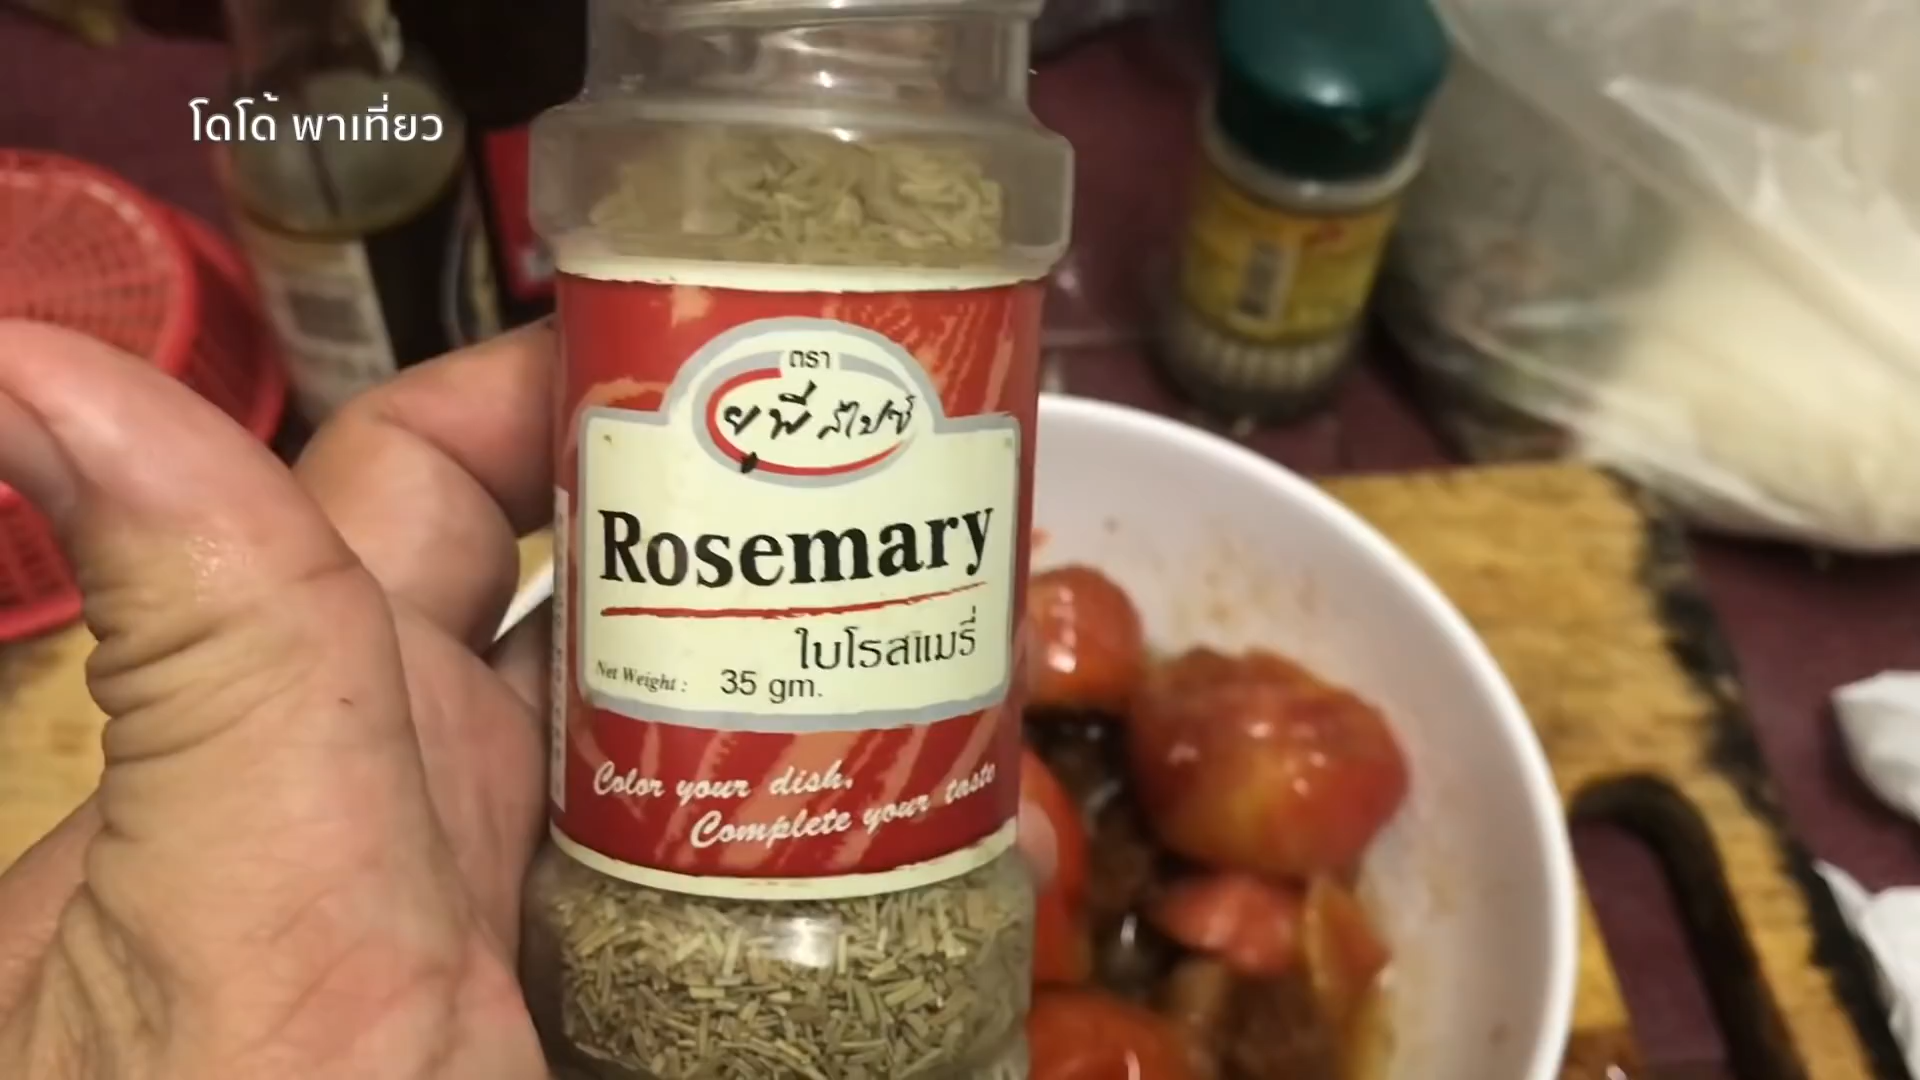 โดโด้ พาเที่ยว
ตรา
ยูพี สไปซ์
Rosemary
ใบโรสแมรี่
Net Weight : 35 gm.
Color your dish.
Complete your taste